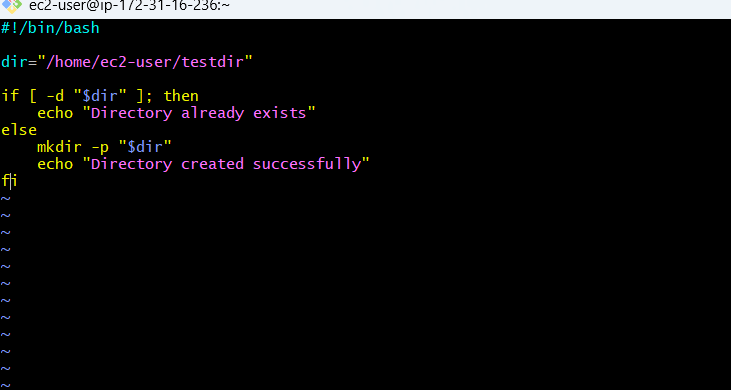 ec2-user@ip-172-31-16-236:~
#!/bin/bash

dir="/home/ec2-user/testdir"

if [ -d "$dir" ]; then
    echo "Directory already exists"
else
    mkdir -p "$dir"
    echo "Directory created successfully"
fi
~
~
~
~
~
~
~
~
~
~
~
~